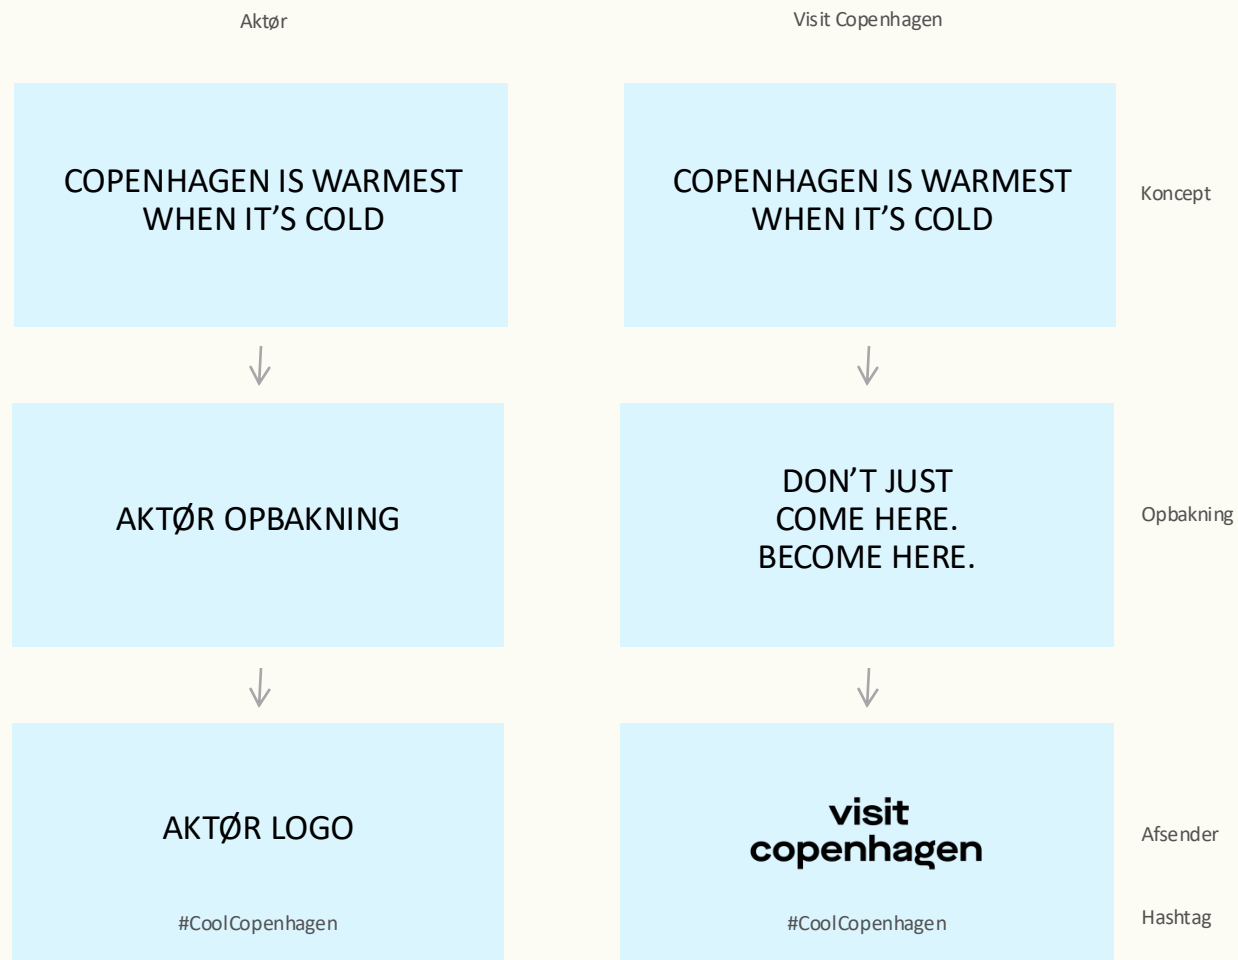 Aktør
Visit Copenhagen
COPENHAGEN IS WARMEST
WHEN IT'S COLD
COPENHAGEN IS WARMEST
WHEN IT'S COLD
Koncept
AKTØR OPBAKNING
DON'T JUST
COME HERE.
BECOME HERE.
Opbakning
AKTØR LOGO
visit
copenhagen
Afsender
#CoolCopenhagen
#CoolCopenhagen
Hashtag